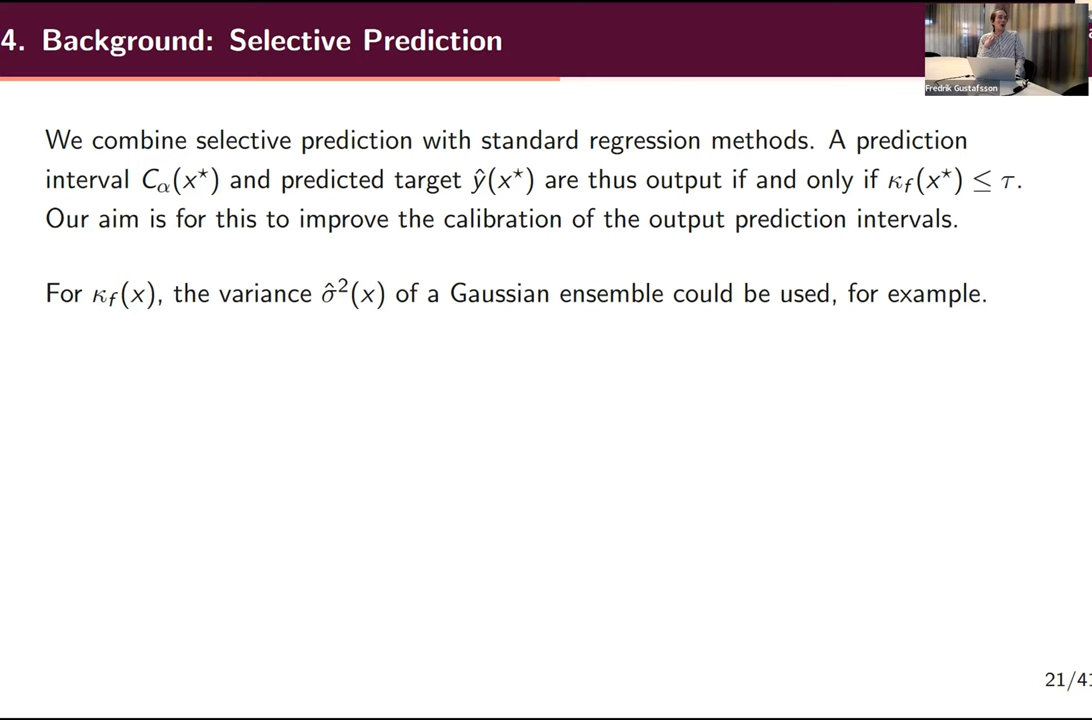 4. Background: Selective Prediction
Fredrik Gustafsson
We combine selective prediction with standard regression methods. A prediction
interval Cα(x⋆) and predicted target ŷ(x⋆) are thus output if and only if κf(x⋆) ≤ τ.
Our aim is for this to improve the calibration of the output prediction intervals.
For κf(x), the variance σ̂²(x) of a Gaussian ensemble could be used, for example.
21/41